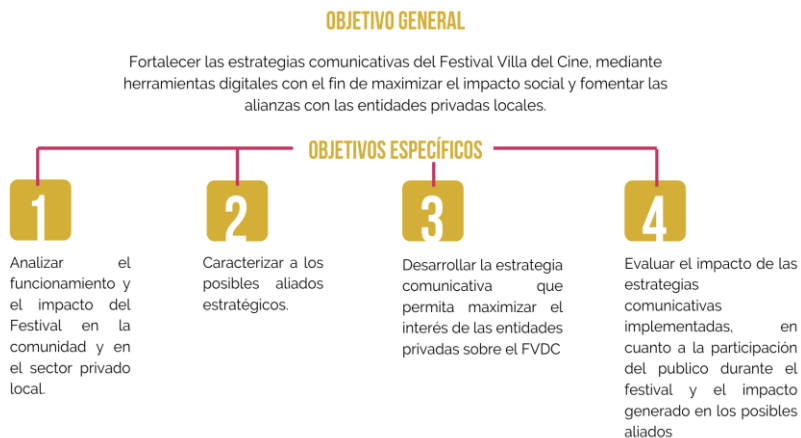 OBJETIVO GENERAL
Fortalecer las estrategias comunicativas del Festival Villa del Cine, mediante
herramientas digitales con el fin de maximizar el impacto social y fomentar las
alianzas con las entidades privadas locales.
OBJETIVOS ESPECÍFICOS
1
Analizar el
funcionamiento y
el impacto del
Festival en la
comunidad y en
el sector privado
local.
2
Caracterizar a los
posibles aliados
estratégicos.
3
Desarrollar la estrategia
comunicativa que
permita maximizar el
interés de las entidades
privadas sobre el FVDC
4
Evaluar el impacto de las
estrategias
comunicativas
implementadas, en
cuanto a la participación
del publico durante el
festival y el impacto
generado en los posibles
aliados